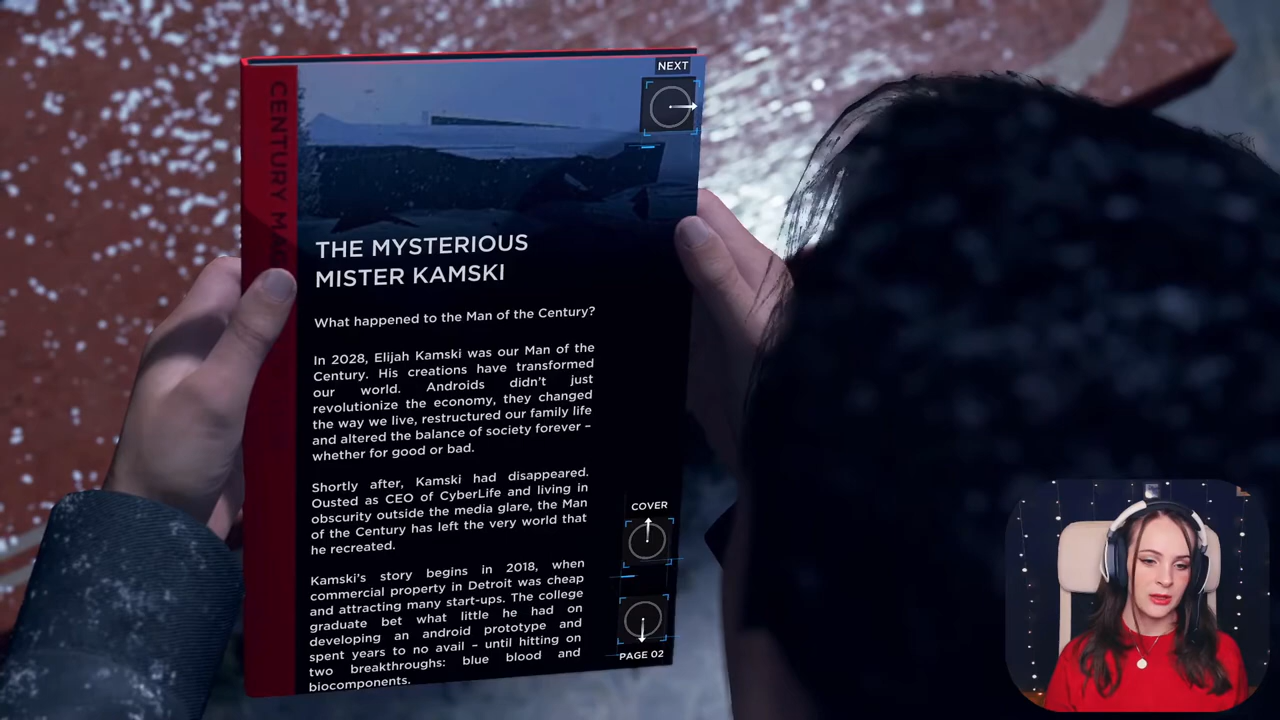 NEXT
CENTURY
THE MYSTERIOUS
MISTER KAMSKI
What happened to the Man of the Century?
In 2028, Elijah Kamski was our Man of the
Century. His creations have transformed
our world. Androids didn't just
revolutionize the economy, they changed
the way we live, restructured our family life
and altered the balance of society forever –
whether for good or bad.
Shortly after, Kamski had disappeared.
Ousted as CEO of CyberLife and living in
obscurity outside the media glare, the Man
of the Century has left the very world that
he recreated.
Kamski's story begins in 2018, when
commercial property in Detroit was cheap
and attracting many start-ups. The college
graduate bet what little he had on
developing an android prototype and
spent years to no avail – until hitting on
two breakthroughs: blue blood and
biocomponents.
COVER
PAGE 02